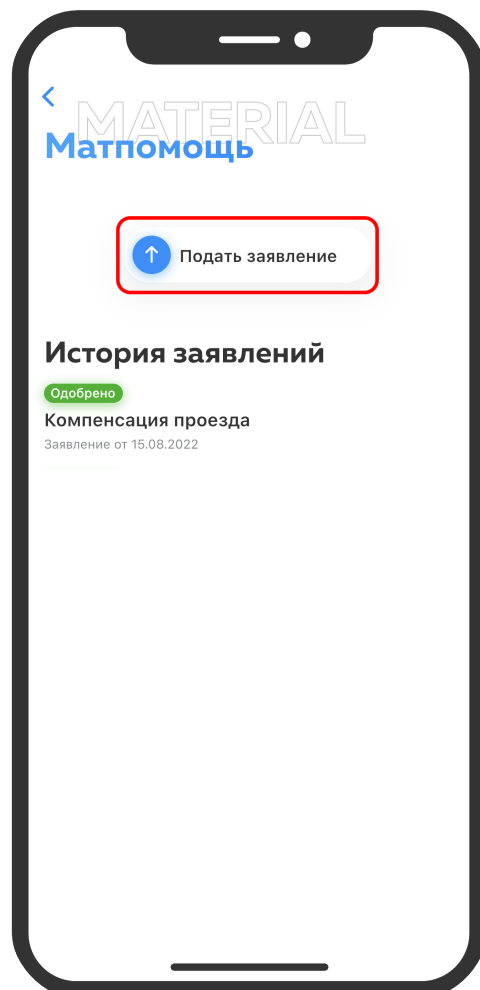 MATERIAL
Матпомощь
Подать заявление
История заявлений
Одобрено
Компенсация проезда
Заявление от 15.08.2022